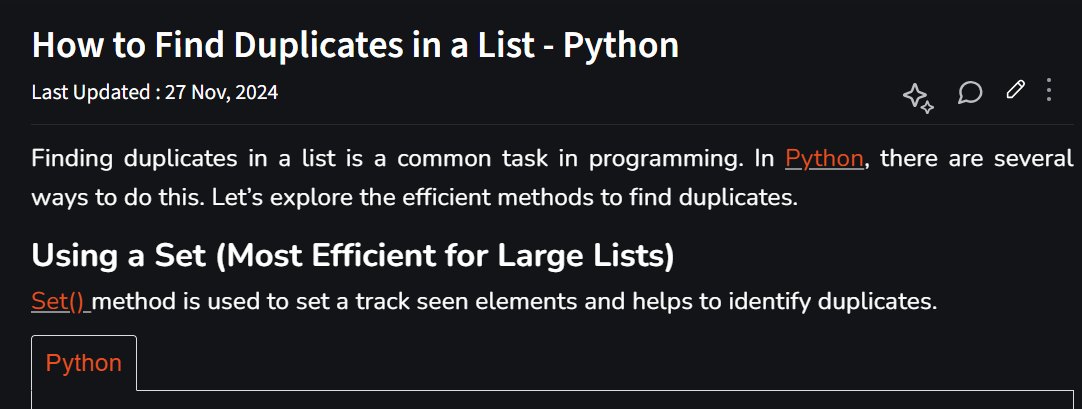 How to Find Duplicates in a List - Python
Last Updated : 27 Nov, 2024
Finding duplicates in a list is a common task in programming. In Python, there are several
ways to do this. Let’s explore the efficient methods to find duplicates.
Using a Set (Most Efficient for Large Lists)
Set() method is used to set a track seen elements and helps to identify duplicates.
Python